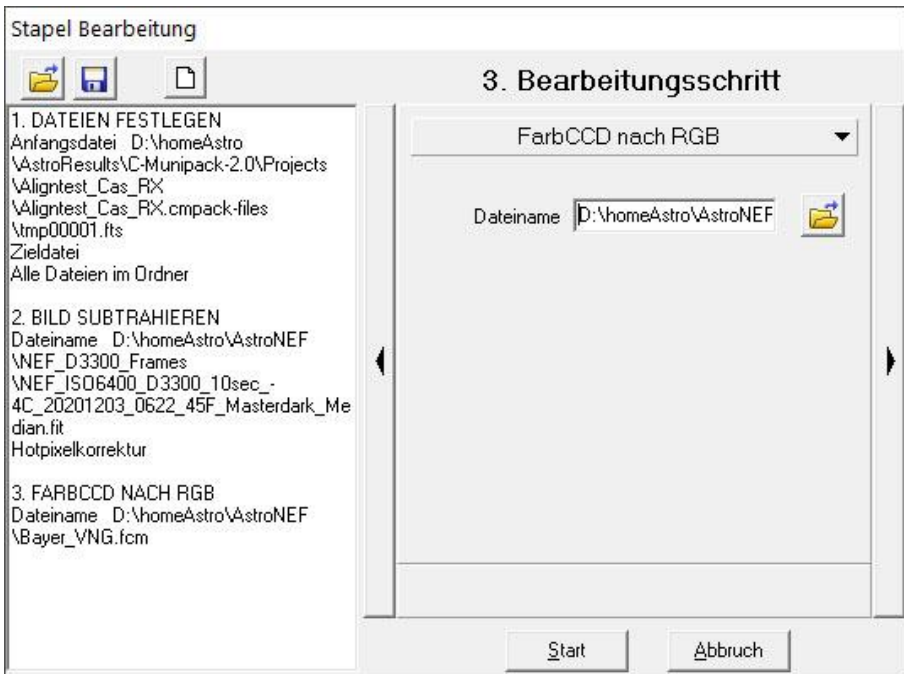 Stapel Bearbeitung
3. Bearbeitungsschritt
1. DATEIEN FESTLEGEN
Anfangsdatei D:\homeAstro
\AstroResults\C-Munipack-2.0\Projects
\Aligntest_Cas_RX
\Aligntest_Cas_RX.cmpack-files
\tmp00001.fts
Zieldatei
Alle Dateien im Ordner
2. BILD SUBTRAHIEREN
Dateiname D:\homeAstro\AstroNEF
\NEF_D3300_Frames
\NEF_ISO6400_D3300_10sec_-
4C_20201203_0622_45F_Masterdark_Me
dian.fit
Hotpixelkorrektur
3. FARBCCD NACH RGB
Dateiname D:\homeAstro\AstroNEF
\Bayer_VNG.fcm
FarbCCD nach RGB
Dateiname D:\homeAstro\AstroNEF
Start Abbruch